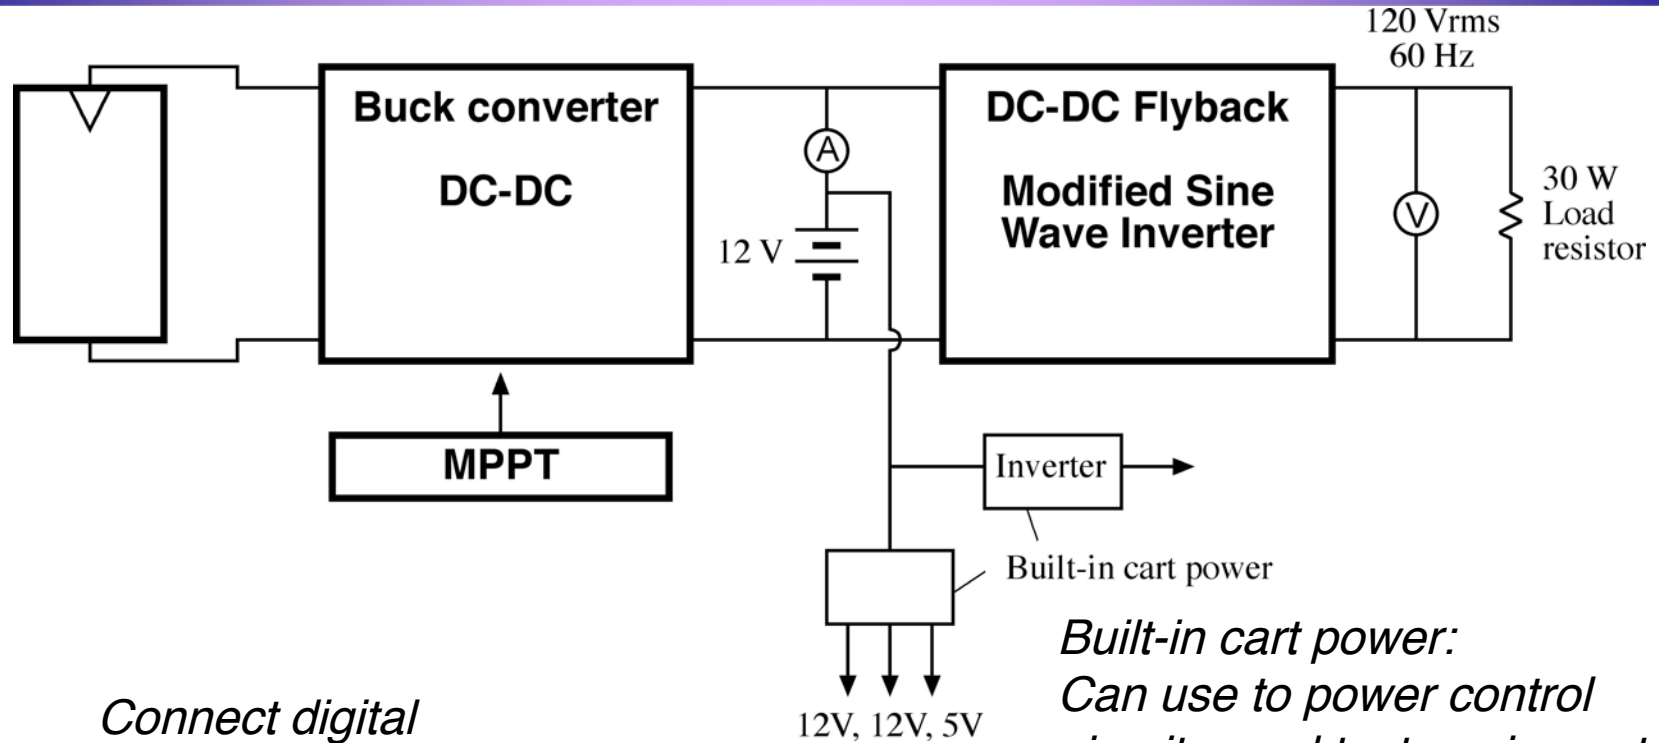 120 Vrms
60 Hz
Buck converter
DC-DC
A
12 V
DC-DC Flyback
Modified Sine
Wave Inverter
V
30 W
Load
resistor
MPPT
Inverter
Built-in cart power
12V, 12V, 5V
Connect digital
Built-in cart power:
Can use to power control